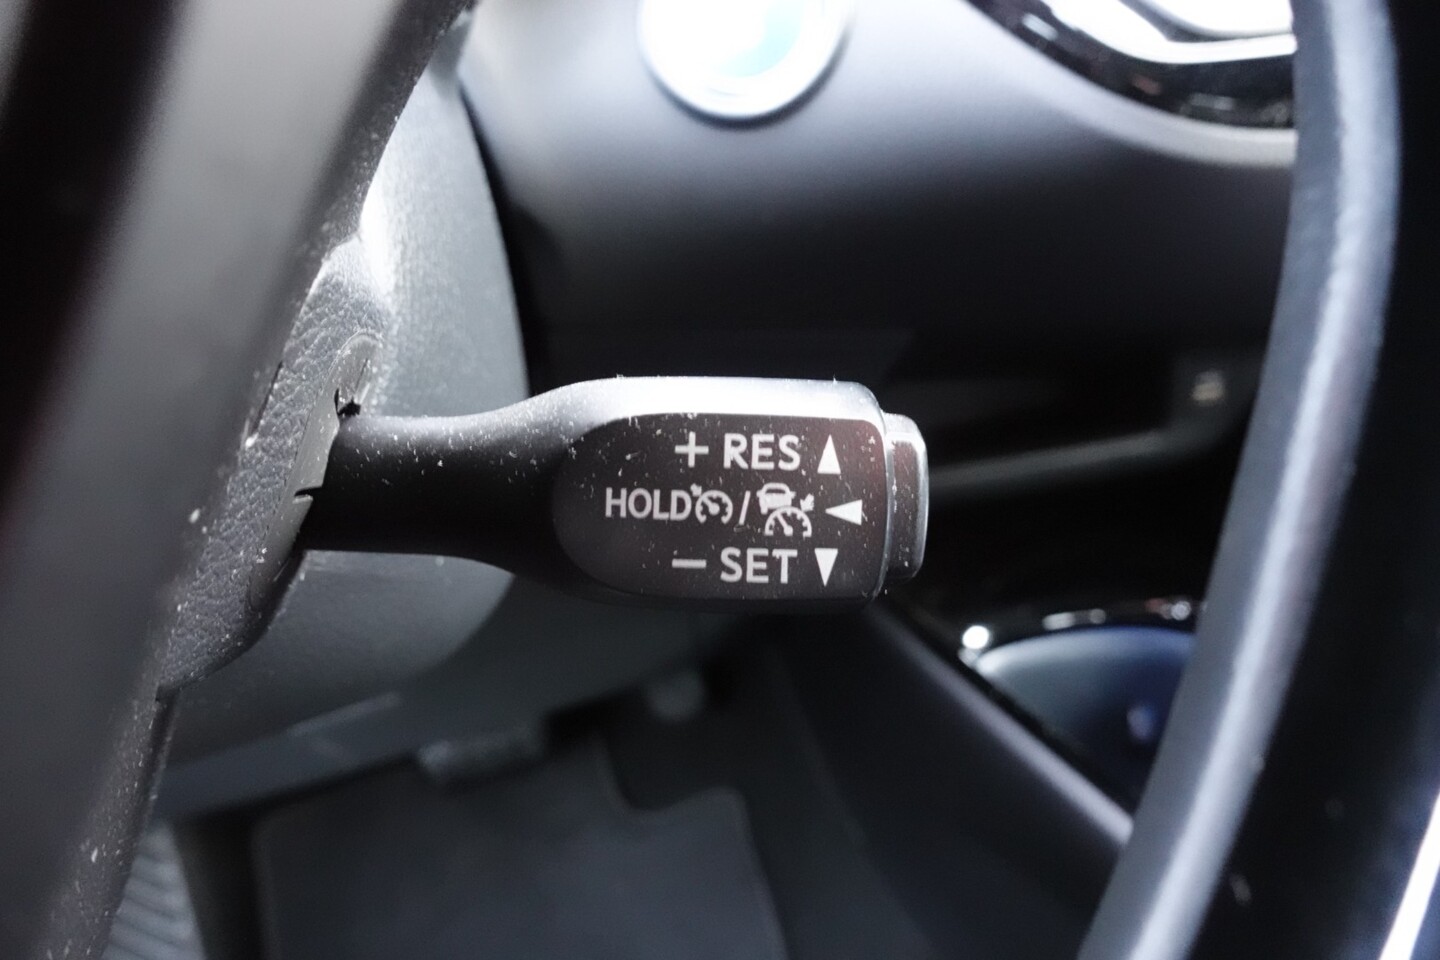 + RES ▲
HOLD / ◀
− SET ▼